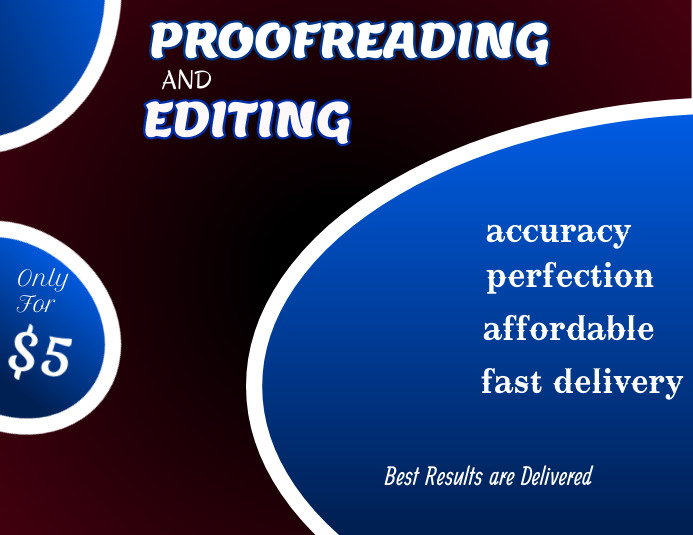 PROOFREADING
AND
EDITING
accuracy
perfection
affordable
fast delivery
Only
For
$5
Best Results are Delivered